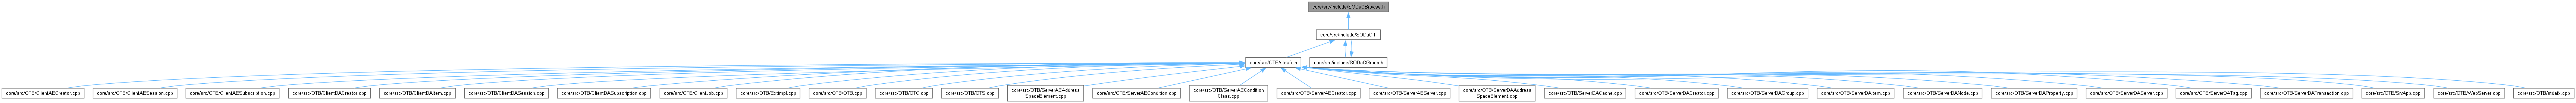 core/src/include/SODaCBrowse.h
core/src/include/SODaC.h
core/src/OTB/stdafx.h
core/src/include/SODaCGroup.h
core/src/OTB/ClientAECreator.cpp
core/src/OTB/ClientAESession.cpp
core/src/OTB/ClientAESubscription.cpp
core/src/OTB/ClientDACreator.cpp
core/src/OTB/ClientDAItem.cpp
core/src/OTB/ClientDASession.cpp
core/src/OTB/ClientDASubscription.cpp
core/src/OTB/ClientJob.cpp
core/src/OTB/ExtImpl.cpp
core/src/OTB/OTB.cpp
core/src/OTB/OTC.cpp
core/src/OTB/OTS.cpp
core/src/OTB/ServerAEAddress
SpaceElement.cpp
core/src/OTB/ServerAECondition.cpp
core/src/OTB/ServerAECondition
Class.cpp
core/src/OTB/ServerAECreator.cpp
core/src/OTB/ServerAEServer.cpp
core/src/OTB/ServerDAAddress
SpaceElement.cpp
core/src/OTB/ServerDACache.cpp
core/src/OTB/ServerDACreator.cpp
core/src/OTB/ServerDAGroup.cpp
core/src/OTB/ServerDAItem.cpp
core/src/OTB/ServerDANode.cpp
core/src/OTB/ServerDAProperty.cpp
core/src/OTB/ServerDAServer.cpp
core/src/OTB/ServerDATag.cpp
core/src/OTB/ServerDATransaction.cpp
core/src/OTB/SrvApp.cpp
core/src/OTB/WebServer.cpp
core/src/OTB/stdafx.cpp